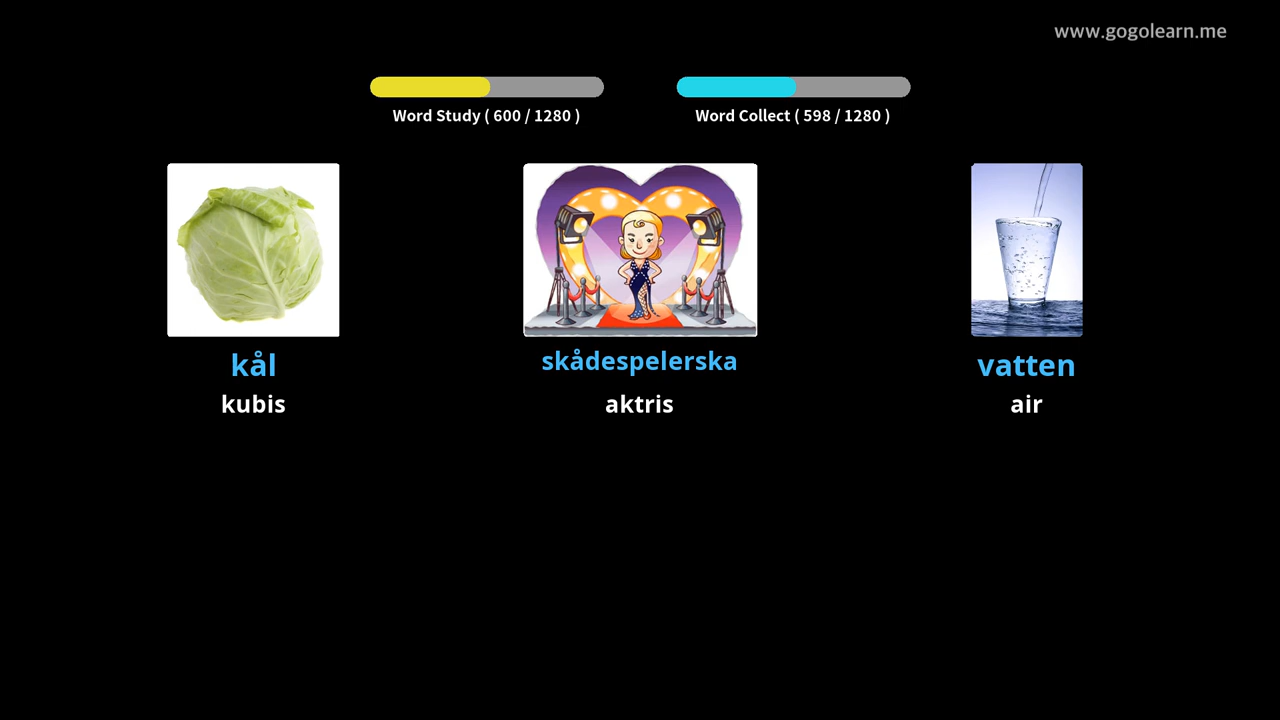 www.gogolearn.me
Word Study ( 600 / 1280 )
Word Collect ( 598 / 1280 )
kål
skådespelerska
vatten
kubis
aktris
air